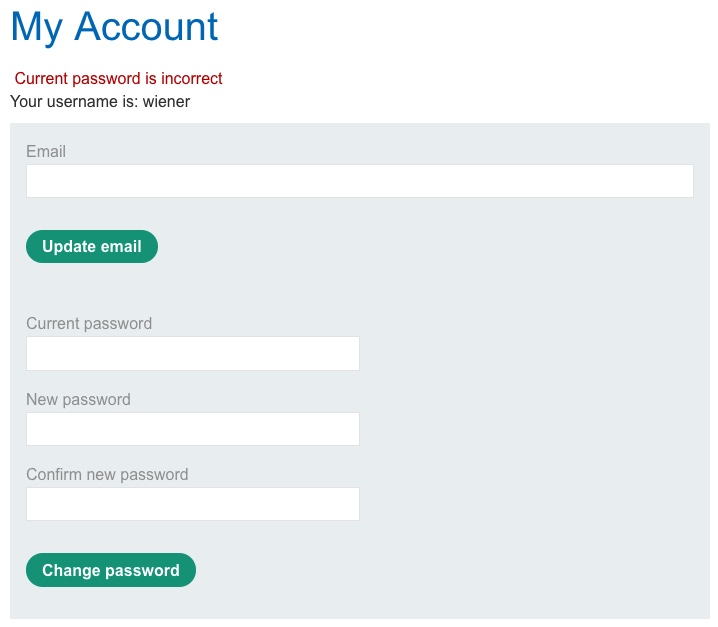 My Account
Current password is incorrect
Your username is: wiener
Email
Update email
Current password
New password
Confirm new password
Change password